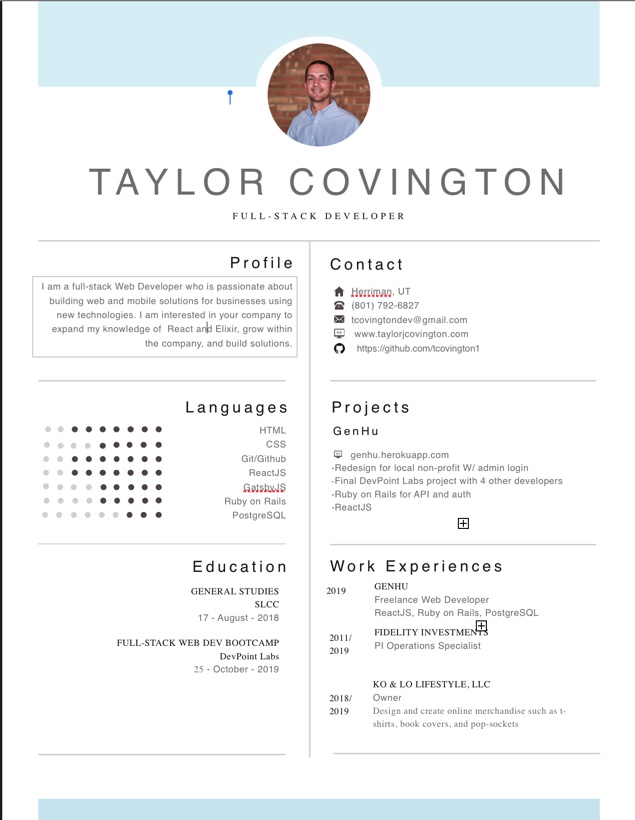 TAYLOR COVINGTON
FULL-STACK DEVELOPER
Profile
I am a full-stack Web Developer who is passionate about
building web and mobile solutions for businesses using
new technologies. I am interested in your company to
expand my knowledge of React and Elixir, grow within
the company, and build solutions.
Languages
HTML
CSS
Git/Github
ReactJS
GatsbyJS
Ruby on Rails
PostgreSQL
Education
GENERAL STUDIES
SLCC
17 - August - 2018
FULL-STACK WEB DEV BOOTCAMP
DevPoint Labs
25 - October - 2019
Contact
Herriman, UT
(801) 792-6827
tcovingtondev@gmail.com
www.taylorjcovington.com
https://github.com/tcovington1
Projects
GenHu
genhu.herokuapp.com
-Redesign for local non-profit W/ admin login
-Final DevPoint Labs project with 4 other developers
-Ruby on Rails for API and auth
-ReactJS
Work Experiences
2019
GENHU
Freelance Web Developer
ReactJS, Ruby on Rails, PostgreSQL
2011/
2019
FIDELITY INVESTMENTS
PI Operations Specialist
2018/
2019
KO & LO LIFESTYLE, LLC
Owner
Design and create online merchandise such as t-
shirts, book covers, and pop-sockets